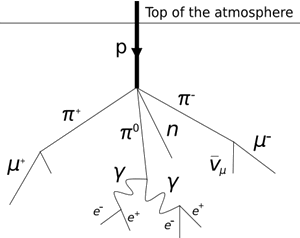 Top of the atmosphere
p
π⁺
π⁻
π⁰
n
μ⁺
μ⁻
ν̅μ
γ
γ
e⁻
e⁺
e⁻
e⁺